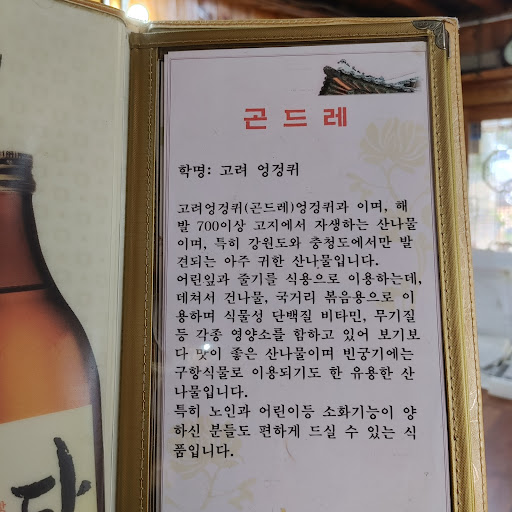 곤드레
학명: 고려 엉겅퀴
고려엉겅퀴(곤드레)엉겅퀴과 이며, 해
발 700이상 고지에서 자생하는 산나물
이며, 특히 강원도와 충청도에서만 발
견되는 아주 귀한 산나물입니다.
어린잎과 줄기를 식용으로 이용하는데,
데쳐서 건나물, 국거리 볶음용으로 이
용하며 식물성 단백질 비타민, 무기질
등 각종 영양소를 함하고 있어 보기보
다 맛이 좋은 산나물이며 빈궁기에는
구항식물로 이용되기도 한 유용한 산
나물입니다.
특히 노인과 어린이등 소화기능이 양
하신 분들도 편하게 드실 수 있는 식
품입니다.